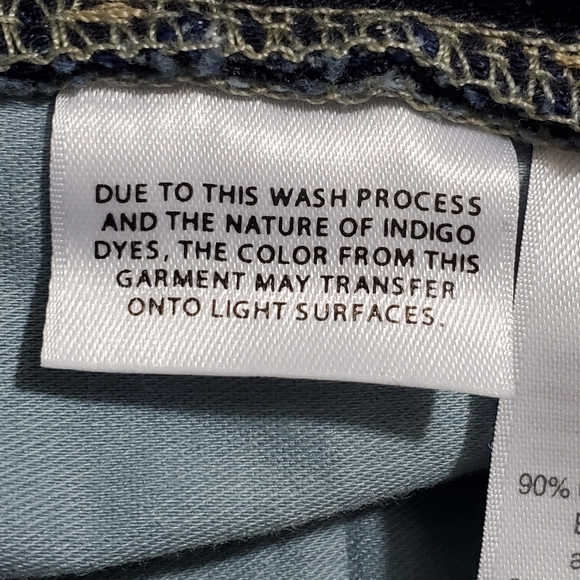 DUE TO THIS WASH PROCESS
AND THE NATURE OF INDIGO
DYES, THE COLOR FROM THIS
GARMENT MAY TRANSFER
ONTO LIGHT SURFACES.
90%